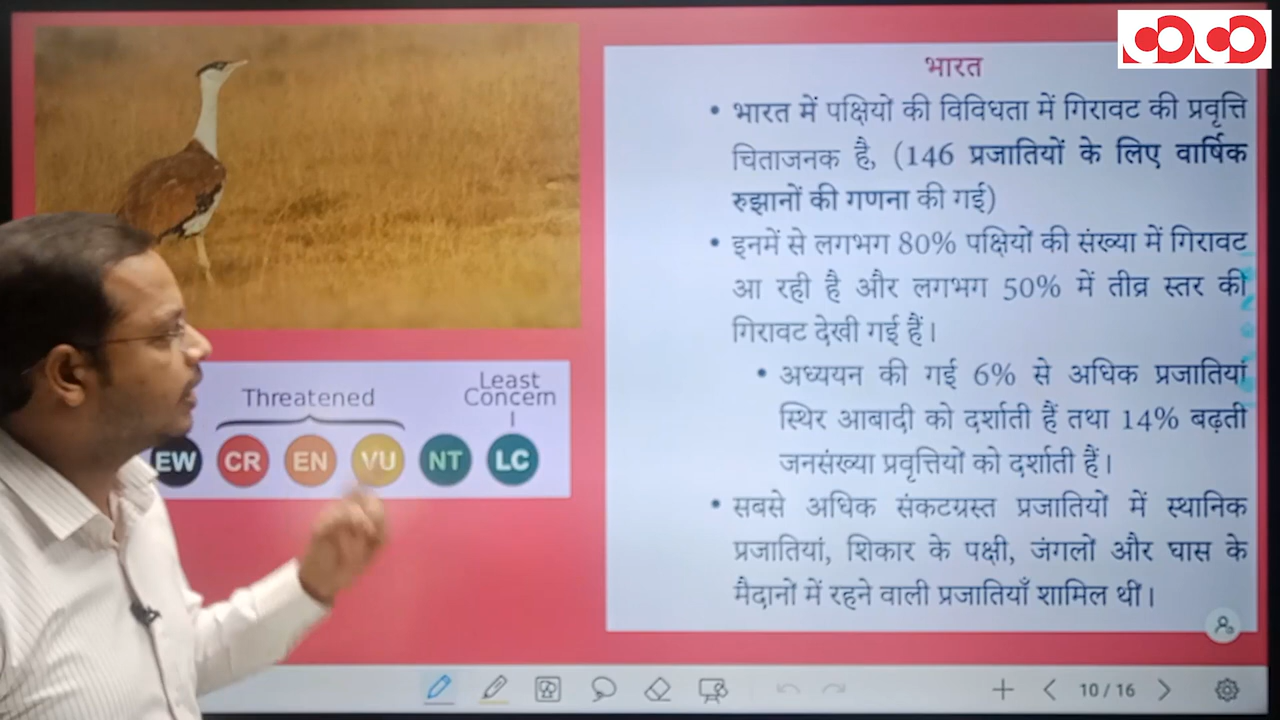 भारत
• भारत में पक्षियों की विविधता में गिरावट की प्रवृत्ति
चिंताजनक है, (146 प्रजातियों के लिए वार्षिक
रुझानों की गणना की गई)
• इनमें से लगभग 80% पक्षियों की संख्या में गिरावट
आ रही है और लगभग 50% में तीव्र स्तर की
गिरावट देखी गई हैं।
• अध्ययन की गई 6% से अधिक प्रजातियां
स्थिर आबादी को दर्शाती हैं तथा 14% बढ़ती
जनसंख्या प्रवृत्तियों को दर्शाती हैं।
• सबसे अधिक संकटग्रस्त प्रजातियों में स्थानिक
प्रजातियां, शिकार के पक्षी, जंगलों और घास के
मैदानों में रहने वाली प्रजातियाँ शामिल थीं।
Threatened
Least
Concern
EW CR EN VU NT LC
10 / 16